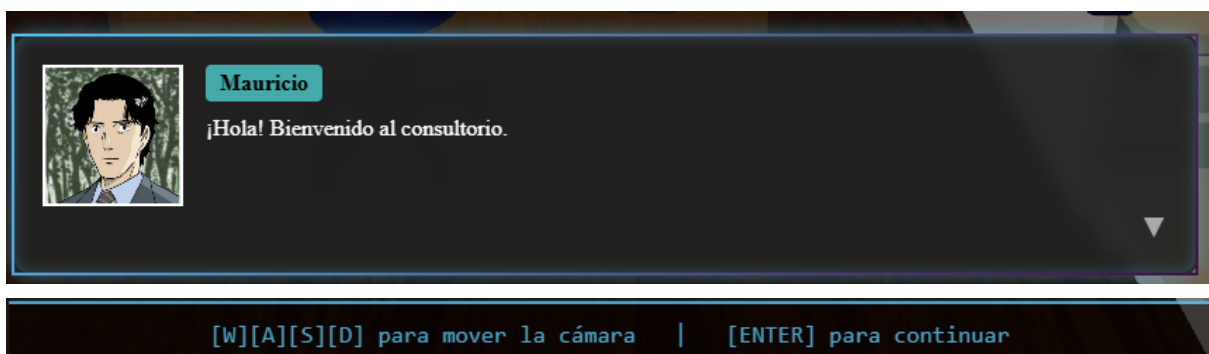 Mauricio
¡Hola! Bienvenido al consultorio.
[W][A][S][D] para mover la cámara | [ENTER] para continuar